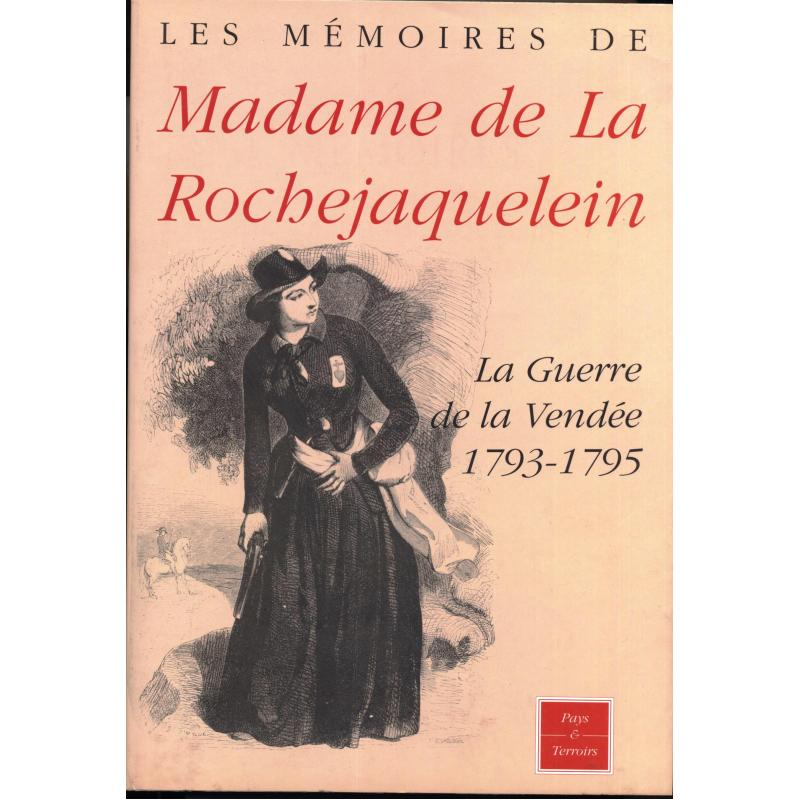 LES MÉMOIRES DE
Madame de La
Rochejaquelein
La Guerre
de la Vendée
1793-1795
Pays
&
Terroirs